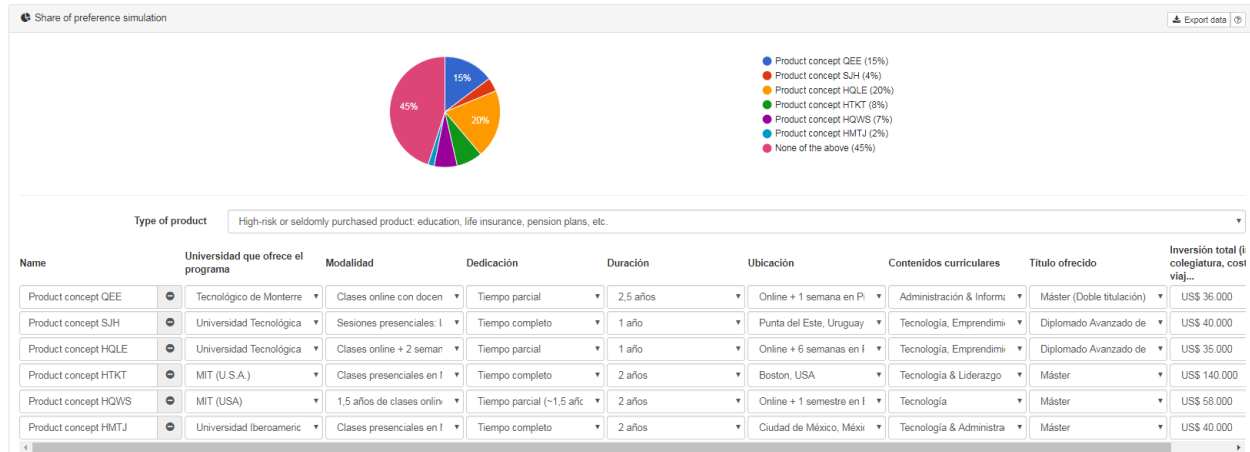 Share of preference simulation
Export data
15%
20%
45%
Product concept QEE (15%)
Product concept SJH (4%)
Product concept HQLE (20%)
Product concept HTKT (8%)
Product concept HQWS (7%)
Product concept HMTJ (2%)
None of the above (45%)
Type of product High-risk or seldomly purchased product: education, life insurance, pension plans, etc.
Name Universidad que ofrece el programa Modalidad Dedicación Duración Ubicación Contenidos curriculares Título ofrecido Inversión total (i colegiatura, cost viaj...
Product concept QEE Tecnológico de Monterre Clases online con docen Tiempo parcial 2,5 años Online + 1 semana en Pi Administración & Informa Máster (Doble titulación) US$ 36.000
Product concept SJH Universidad Tecnológica Sesiones presenciales: Tiempo completo 1 año Punta del Este, Uruguay Tecnología, Emprendimi Diplomado Avanzado de US$ 40.000
Product concept HQLE Universidad Tecnológica Clases online + 2 seman Tiempo parcial 1 año Online + 6 semanas en Tecnología, Emprendimi Diplomado Avanzado de US$ 35.000
Product concept HTKT MIT (U.S.A.) Clases presenciales en Tiempo completo 2 años Boston, USA Tecnología & Liderazgo Máster US$ 140.000
Product concept HQWS MIT (USA) 1,5 años de clases onlin Tiempo parcial (~1,5 año 2 años Online + 1 semestre en Tecnología Máster US$ 58.000
Product concept HMTJ Universidad Iberoameric Clases presenciales en Tiempo completo 2 años Ciudad de México, Méxi Tecnología & Administra Máster US$ 40.000